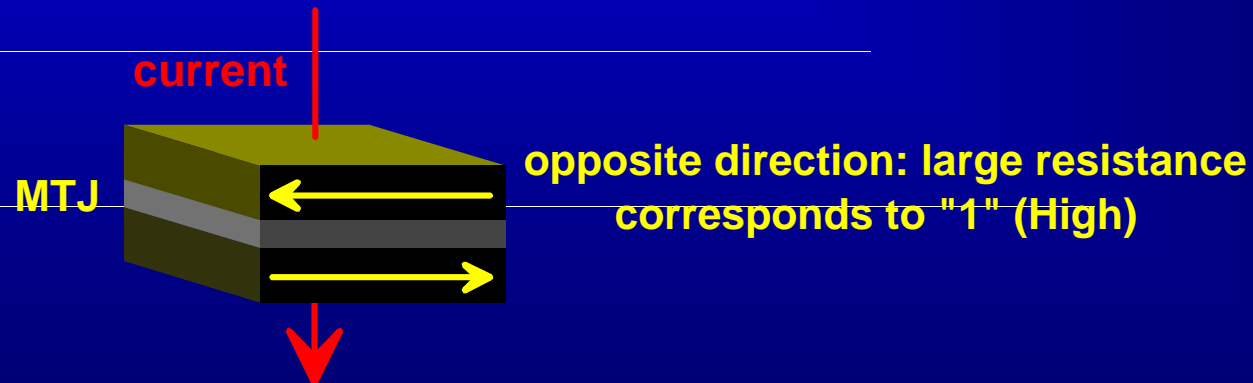 current
MTJ
opposite direction: large resistance
corresponds to "1" (High)